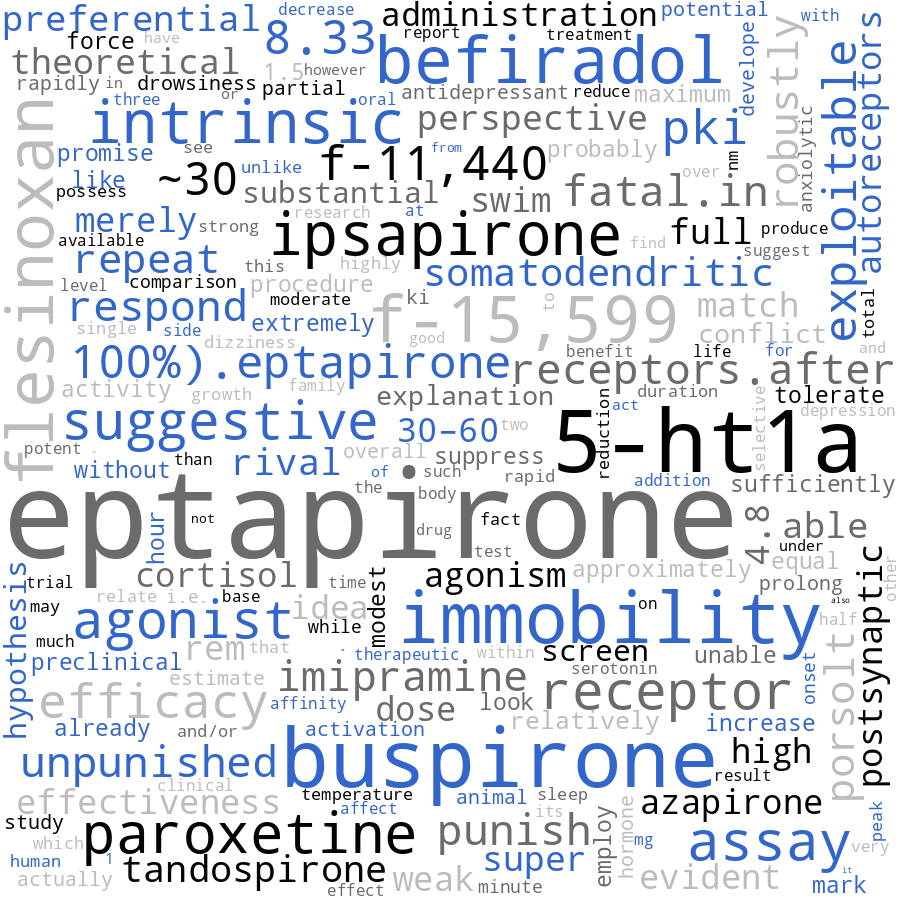 preferential
decrease
administration
potential
with
force
have
8.33
report
treatment
theoretical
befiradol
1.5
however
rapidly
in
drowsiness
or
partial
antidepressant
reduce
maximum
develope
robustly
exploitable
autoreceptors
three
oral
intrinsic
perspective
pki
anxiolytic
promise
see
like
unlike
~30
f-11,440
from
probably
nm
over
possess
substantial
swim
fatal.in
flesinoxan
merely
strong
research
at
ipsapirone
find
full
produce
suggest
available
repeat
this
highly
somatodendritic
level
comparison
procedure
ki
to
total
respond
moderate
f-15,599
match
conflict
single
side
extremely
good
dizziness
100%).eptapirone
benefit
life
for
and
receptors.after
activity
growth
family
explanation
reduction
act
duration
tolerate
selective
depression
suggestive
30–60
two
5-ht1a
potent
without
than
rival
overall
suppress
of
such
rapid
addition
sufficiently
eptapirone
the
body
hour
not
drug
fact
test
4.8
able
under
cortisol
time
modest
agonism
approximately
equal
prolong
postsynaptic
other
hypothesis
trial
relate
i.e.
base
may
idea
agonist
while
immobility
on
also
half
much
rem
that
-
therapeutic
within
screen
unable
preclinical
estimate
imipramine
serotonin
onset
porsolt
efficacy
affinity
dose
look
receptor
already
and/or
activation
relatively
increase
unpunished
buspirone
high
clinical
result
effectiveness
temperature
affect
animal
sleep
its
azapirone
study
which
paroxetine
punish
employ
hormone
mg
assay
peak
very
human
1
actually
tandospirone
effect
weak
super
minute
evident
it
mark